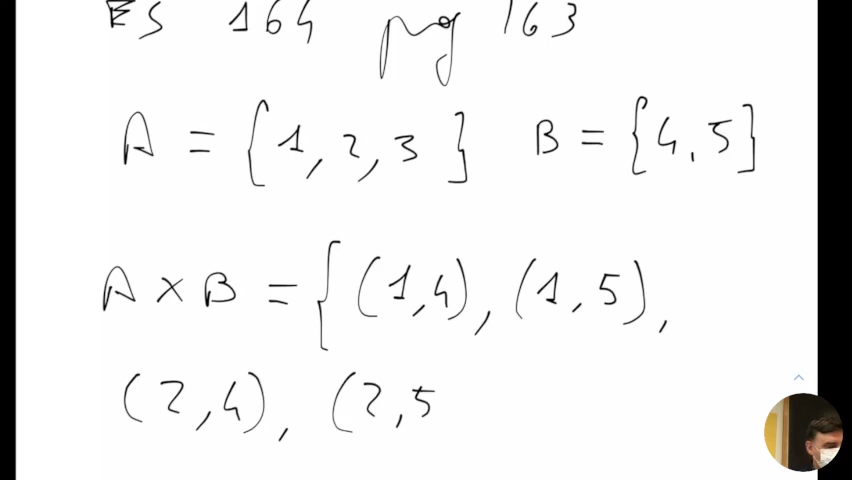 ES 164 pag 163
A = {1, 2, 3} B = {4, 5}
A × B = { (1, 4), (1, 5),
(2, 4), (2, 5